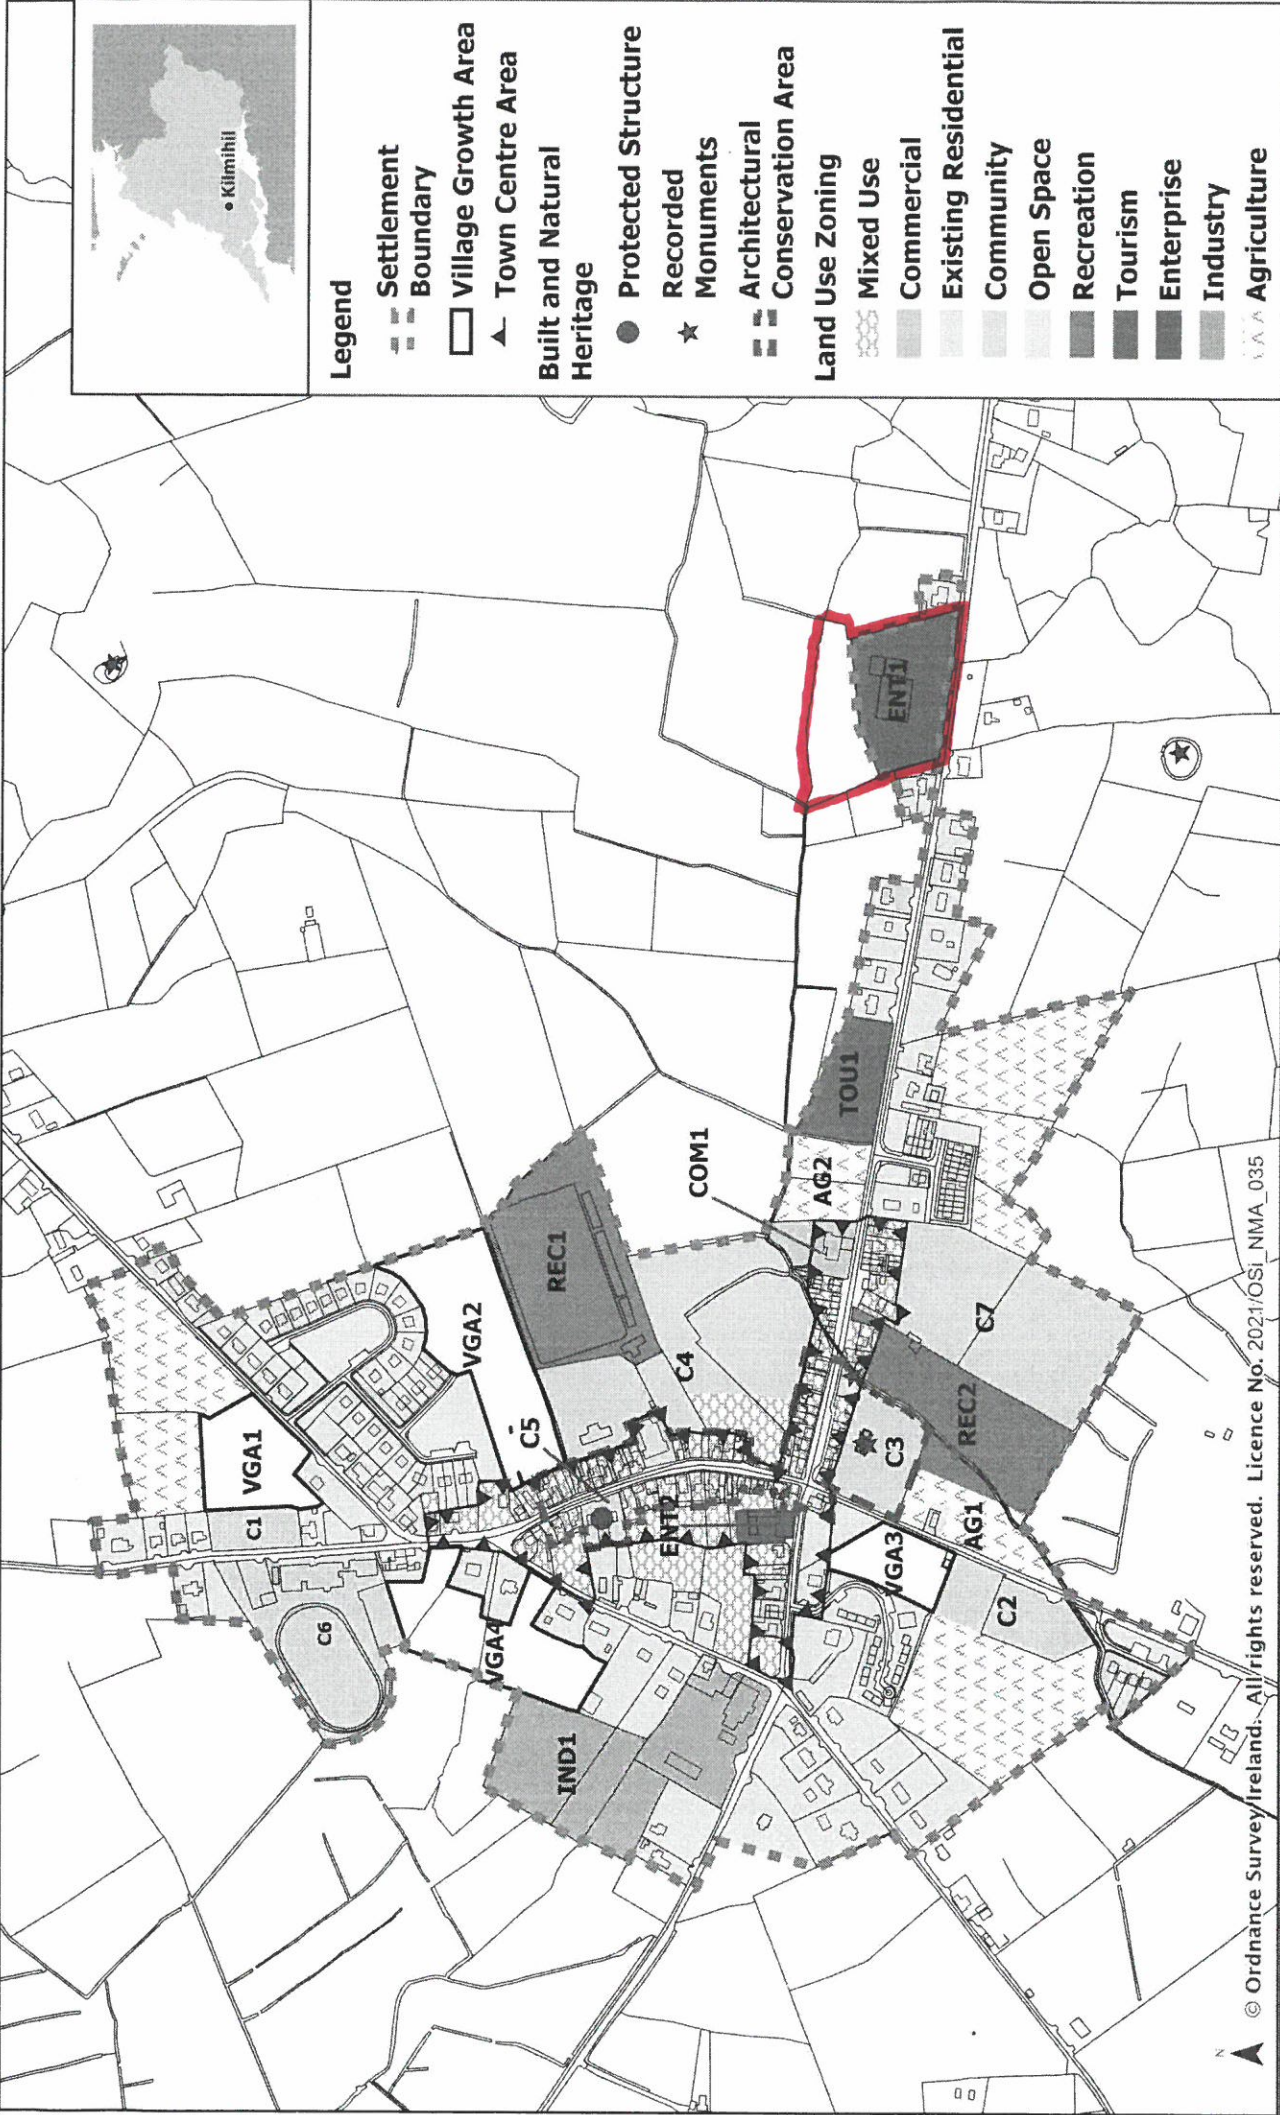 Kilmihil
Legend
Settlement
Boundary
Village Growth Area
Town Centre Area
Built and Natural
Heritage
Protected Structure
Recorded
Monuments
Architectural
Conservation Area
Land Use Zoning
Mixed Use
Commercial
Existing Residential
Community
Open Space
Recreation
Tourism
Enterprise
Industry
Agriculture
C6
C1
VGA1
VGA4
VGA2
C5
IND1
ENT2
REC1
C4
COM1
VGA3
C3
AG2
TOU1
ENT1
C2
AG1
REC2
C7
N
© Ordnance Survey Ireland. All rights reserved. Licence No. 2021/OSi_NMA_035